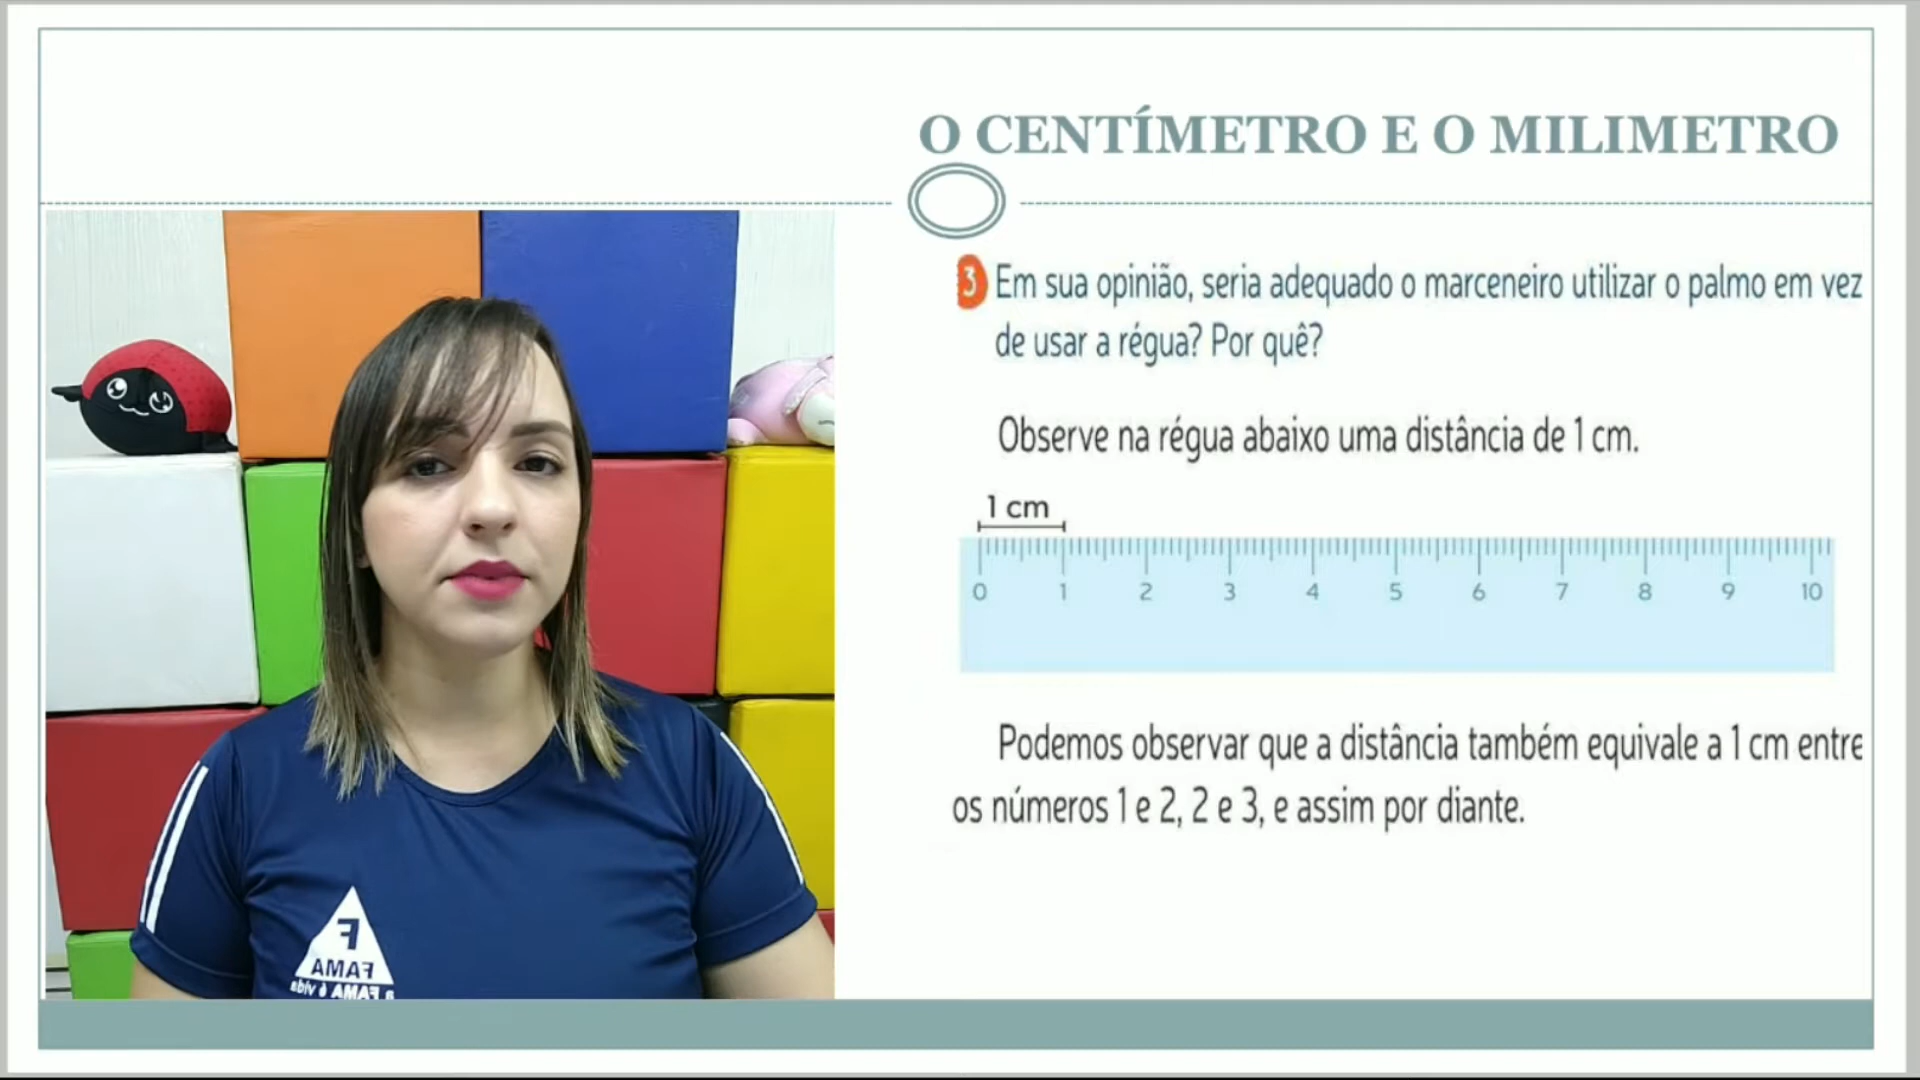 O CENTÍMETRO E O MILIMETRO
3 Em sua opinião, seria adequado o marceneiro utilizar o palmo em vez
de usar a régua? Por quê?
Observe na régua abaixo uma distância de 1 cm.
1 cm
0 1 2 3 4 5 6 7 8 9 10
Podemos observar que a distância também equivale a 1 cm entre
os números 1 e 2, 2 e 3, e assim por diante.
F
FAMA
a FAMA é vida